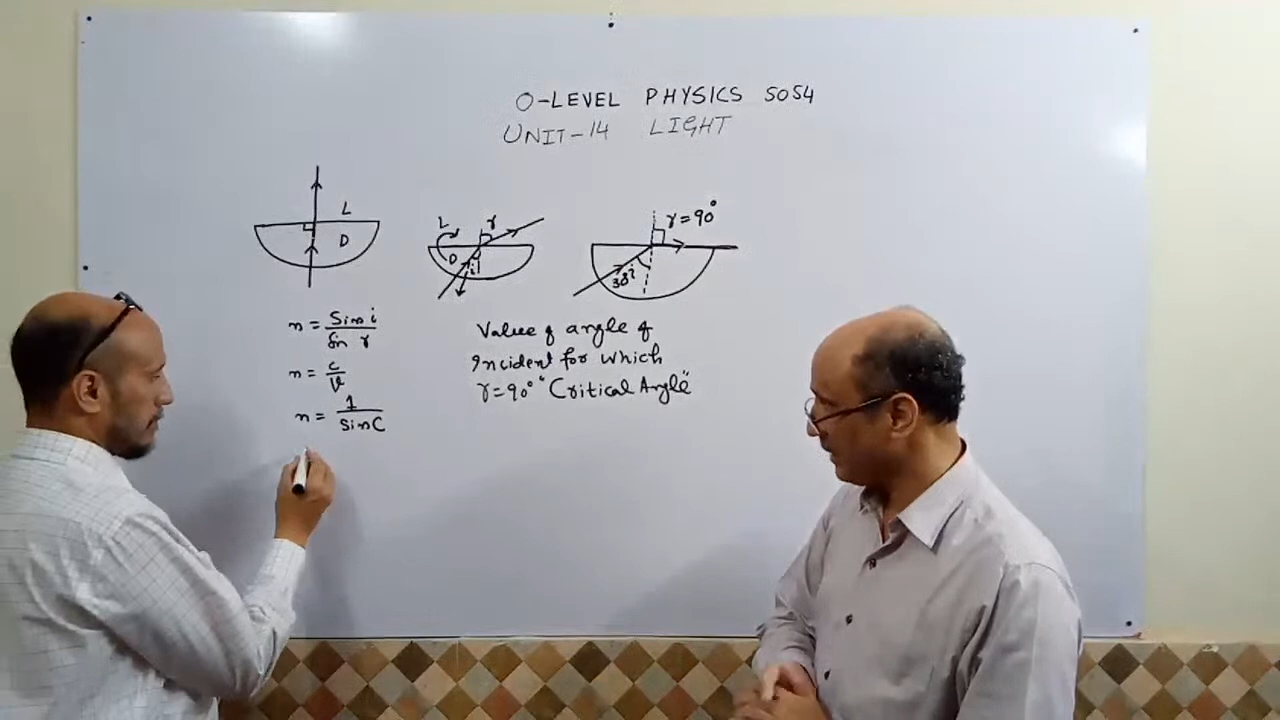 O-LEVEL PHYSICS 5054
UNIT-14 LIGHT
L
D
L
r
D
i
r=90°
38° i
n = Sin i / Sin r
n = c / v
n = 1 / sin C
Value of angle of
Incident for which
r=90° "Critical Angle"